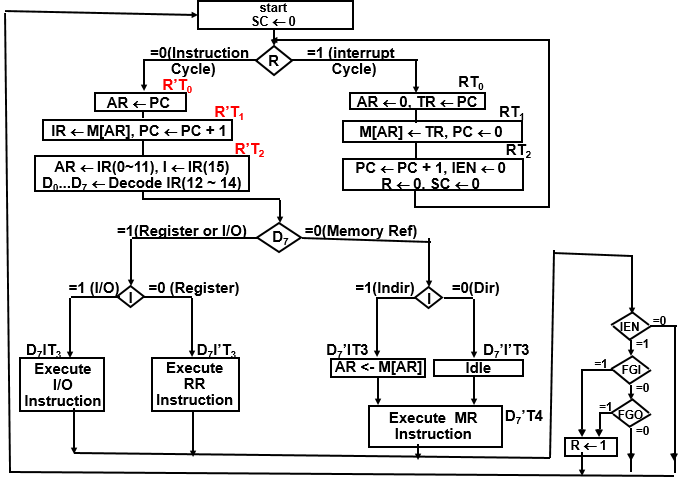 start
SC ← 0
=0(Instruction Cycle)
R
=1 (interrupt Cycle)
R’T₀
AR ← PC
R’T₁
IR ← M[AR], PC ← PC + 1
R’T₂
AR ← IR(0~11), I ← IR(15)
D₀...D₇ ← Decode IR(12 ~ 14)
RT₀
AR ← 0, TR ← PC
RT₁
M[AR] ← TR, PC ← 0
RT₂
PC ← PC + 1, IEN ← 0
R ← 0, SC ← 0
=1(Register or I/O)
D₇
=0(Memory Ref)
=1 (I/O)
I
=0 (Register)
=1(Indir)
I
=0(Dir)
D₇IT₃
Execute
I/O
Instruction
D₇I’T₃
Execute
RR
Instruction
D₇’IT3
AR <- M[AR]
D₇’I’T3
Idle
Execute MR
Instruction
D₇’T4
IEN
=0
=1
FGI
=1
=0
FGO
=1
=0
R ← 1